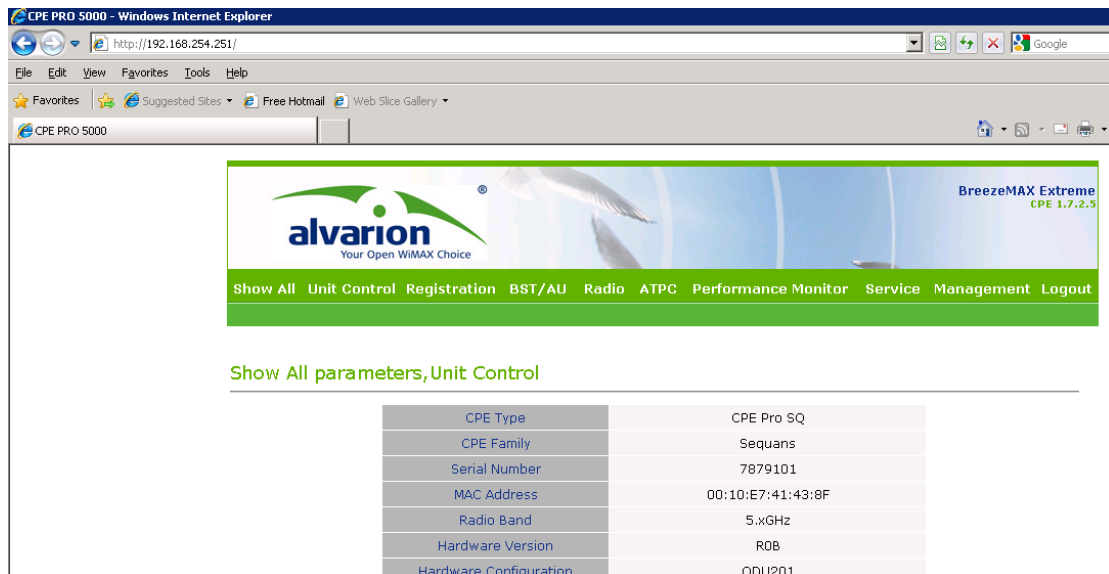 CPE PRO 5000 - Windows Internet Explorer
http://192.168.254.251/
Google
File Edit View Favorites Tools Help
Favorites Suggested Sites Free Hotmail Web Slice Gallery
CPE PRO 5000
alvarion®
Your Open WiMAX Choice
BreezeMAX Extreme
CPE 1.7.2.5
Show All Unit Control Registration BST/AU Radio ATPC Performance Monitor Service Management Logout
Show All parameters,Unit Control
CPE Type CPE Pro SQ
CPE Family Sequans
Serial Number 7879101
MAC Address 00:10:E7:41:43:8F
Radio Band 5.xGHz
Hardware Version R0B
Hardware Configuration ODU201